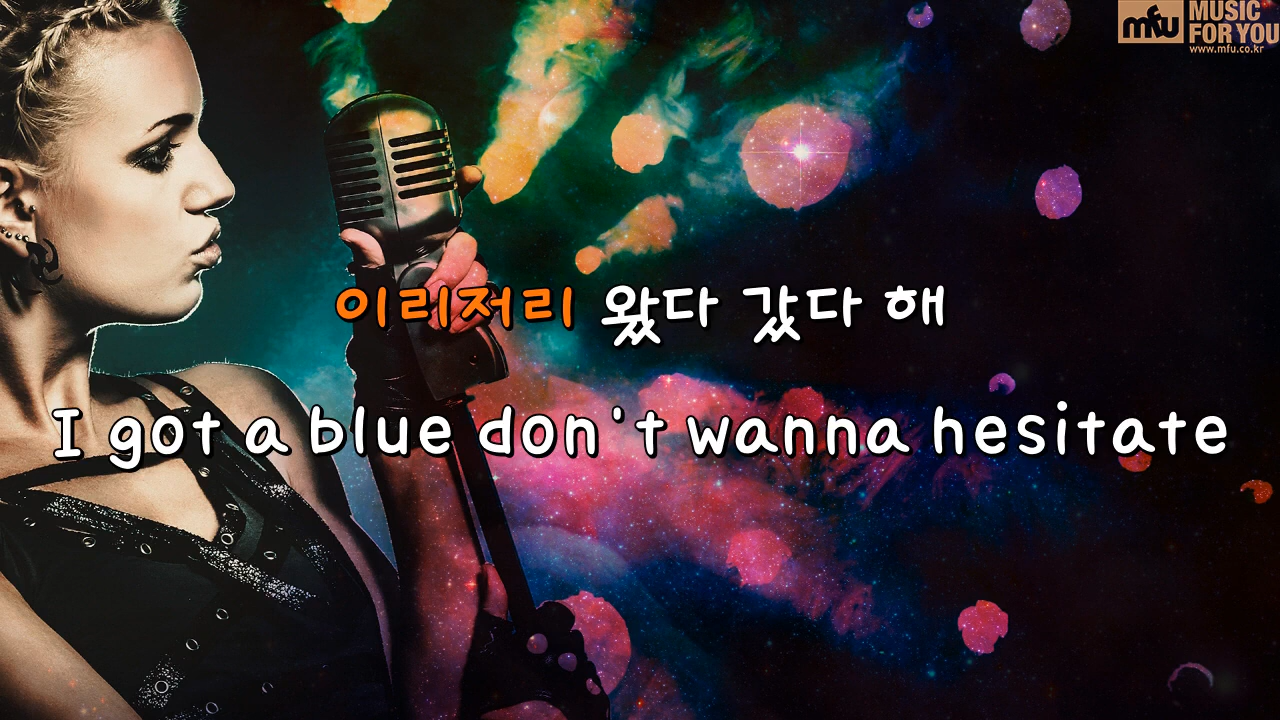 mfu MUSIC
FOR YOU
www.mfu.co.kr
이리저리 왔다 갔다 해
I got a blue don't wanna hesitate